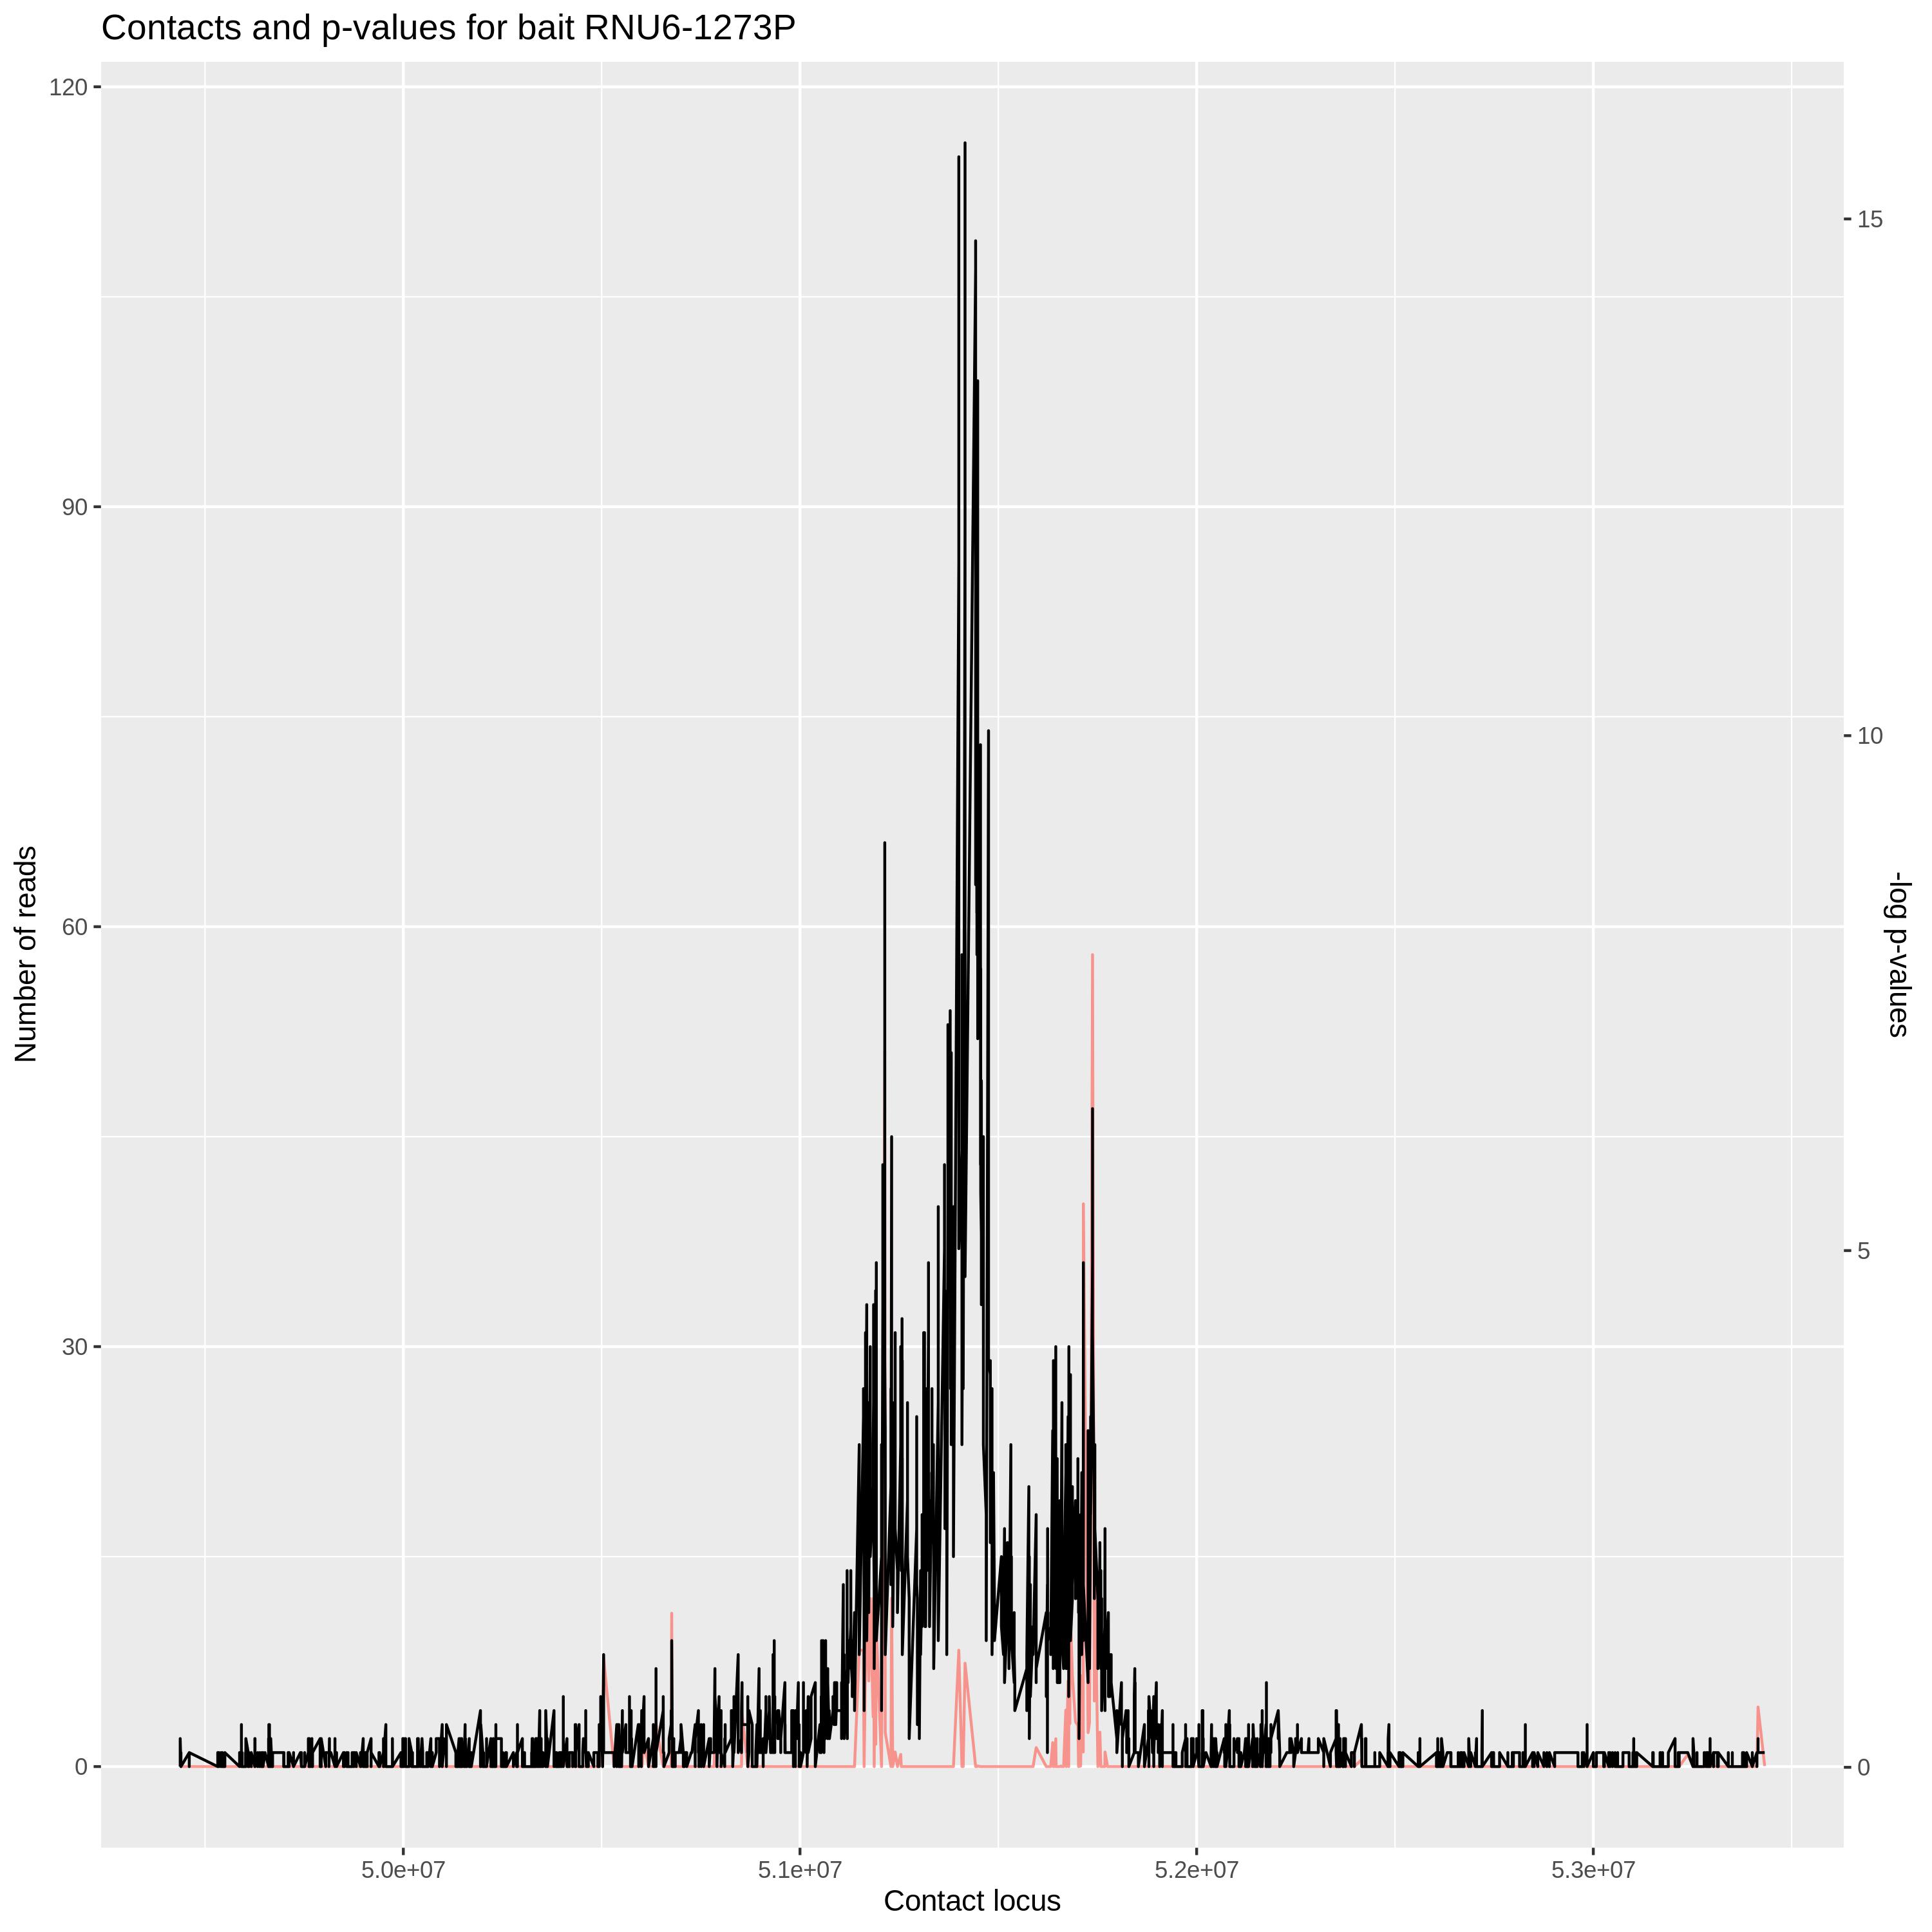 Contacts and p-values for bait RNU6-1273P
120
90
60
30
0
Number of reads
15
10
5
0
-log p-values
5.0e+07
5.1e+07
5.2e+07
5.3e+07
Contact locus